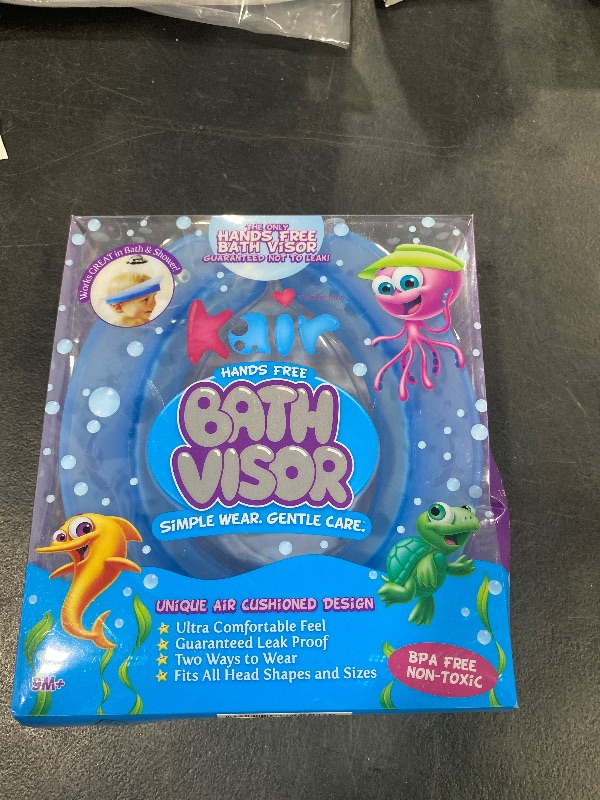 THE ONLY
HANDS FREE
BATH VISOR
GUARANTEED NOT TO LEAK!
Works GREAT in Bath & Shower!
Kair
HANDS FREE
BATH
VISOR
SIMPLE WEAR. GENTLE CARE.
UNIQUE AIR CUSHIONED DESIGN
Ultra Comfortable Feel
Guaranteed Leak Proof
Two Ways to Wear
Fits All Head Shapes and Sizes
BPA FREE
NON-TOXIC
9M+